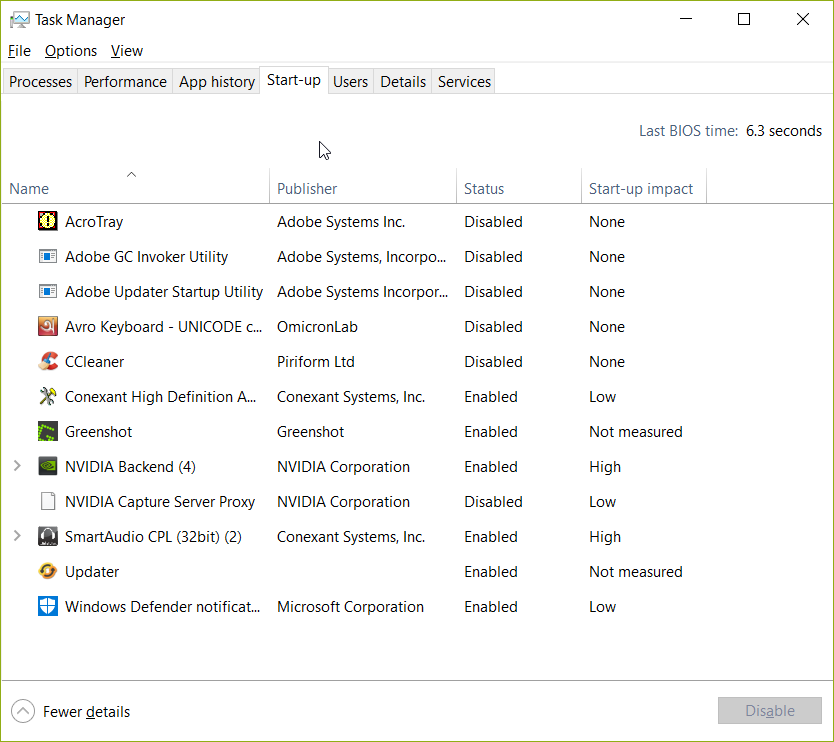 Task Manager
File Options View
Processes Performance App history Start-up Users Details Services
Last BIOS time: 6.3 seconds
Name Publisher Status Start-up impact
AcroTray Adobe Systems Inc. Disabled None
Adobe GC Invoker Utility Adobe Systems, Incorpo... Disabled None
Adobe Updater Startup Utility Adobe Systems Incorpor... Disabled None
Avro Keyboard - UNICODE c... OmicronLab Disabled None
CCleaner Piriform Ltd Disabled None
Conexant High Definition A... Conexant Systems, Inc. Enabled Low
Greenshot Greenshot Enabled Not measured
NVIDIA Backend (4) NVIDIA Corporation Enabled High
NVIDIA Capture Server Proxy NVIDIA Corporation Disabled Low
SmartAudio CPL (32bit) (2) Conexant Systems, Inc. Enabled High
Updater Enabled Not measured
Windows Defender notificat... Microsoft Corporation Enabled Low
Fewer details Disable